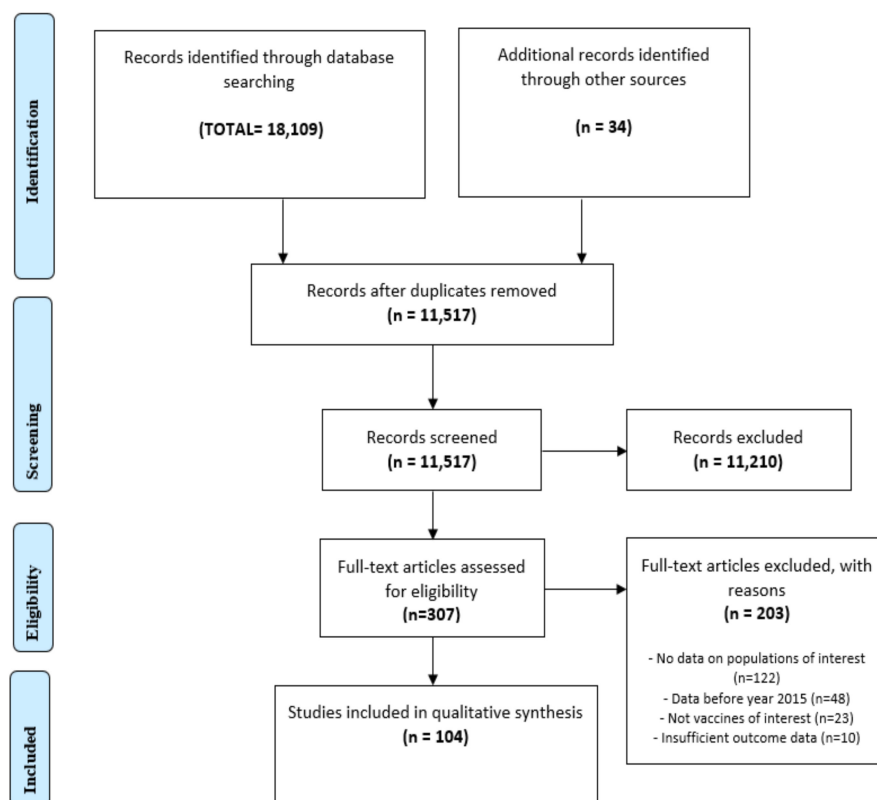 Identification
Records identified through database
searching
(TOTAL= 18,109)
Additional records identified
through other sources
(n = 34)
Records after duplicates removed
(n = 11,517)
Screening
Records screened
(n = 11,517)
Records excluded
(n = 11,210)
Eligibility
Full-text articles assessed
for eligibility
(n=307)
Full-text articles excluded, with
reasons
(n = 203)
- No data on populations of interest
(n=122)
- Data before year 2015 (n=48)
- Not vaccines of interest (n=23)
- Insufficient outcome data (n=10)
Included
Studies included in qualitative synthesis
(n = 104)